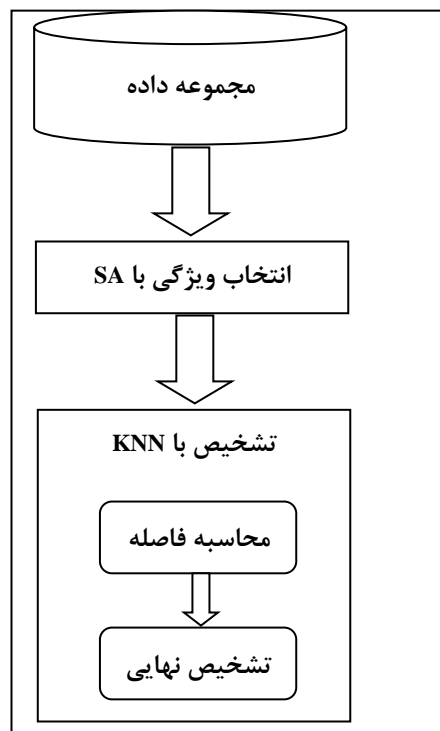 مجموعه داده
انتخاب ویژگی با SA
تشخیص با KNN
محاسبه فاصله
تشخیص نهایی